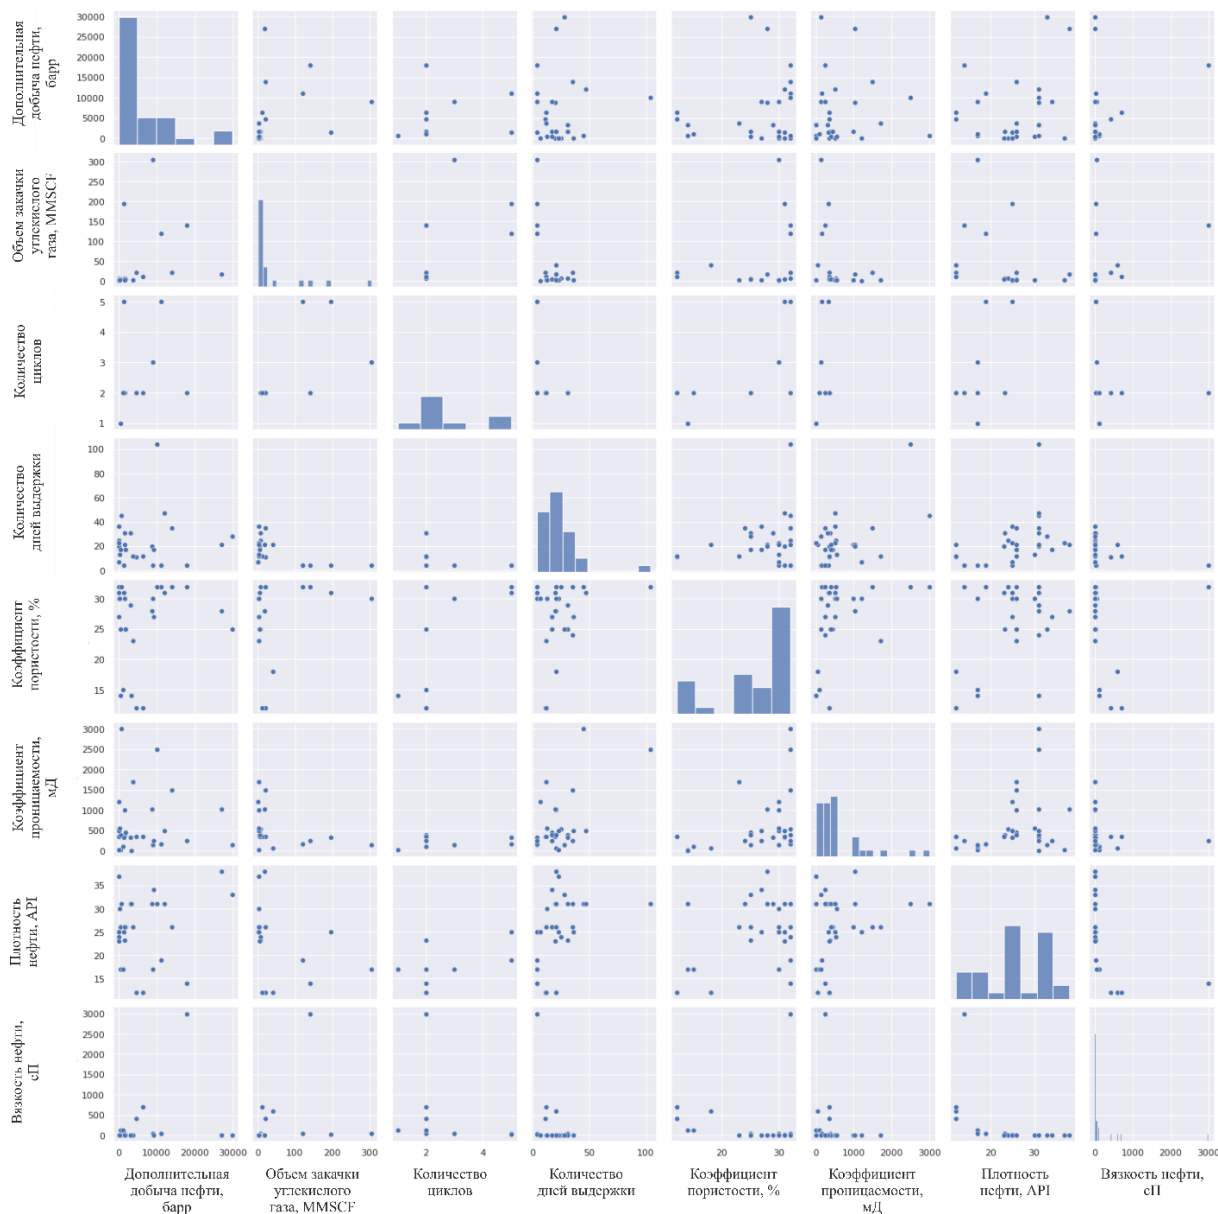 Дополнительная
добыча нефти,
барр
30000
25000
20000
15000
10000
5000
0
Объем закачки
углекислого
газа, MMSCF
300
250
200
150
100
50
0
Количество
циклов
5
4
3
2
1
Количество
дней выдержки
100
80
60
40
20
0
Коэффициент
пористости, %
30
25
20
15
Коэффициент
проницаемости,
мД
3000
2500
2000
1500
1000
500
0
Плотность
нефти, API
35
30
25
20
15
Вязкость нефти,
сП
3000
2500
2000
1500
1000
500
0
0 10000 20000 30000
0 100 200 300
2 4
0 50 100
20 30
0 1000 2000 3000
20 30
0 1000 2000 3000
Дополнительная
добыча нефти,
барр
Объем закачки
углекислого
газа, MMSCF
Количество
циклов
Количество
дней выдержки
Коэффициент
пористости, %
Коэффициент
проницаемости,
мД
Плотность
нефти, API
Вязкость нефти,
сП